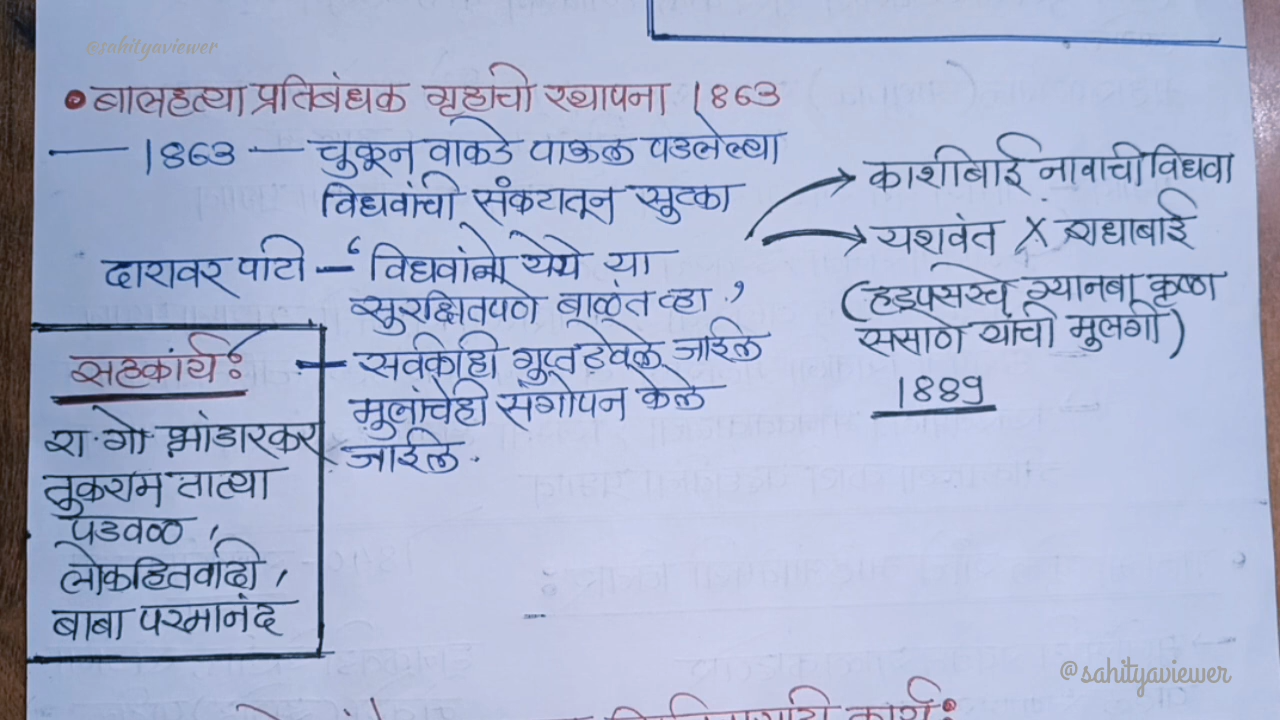 @sahityaviewer
• बालहत्या प्रतिबंधक गृहाची स्थापना 1863
— 1863 — चुकून वाकडे पाऊल पडलेल्या
विधवांची संकटातून सुटका
दारावर पाटी — ‘विधवांनो येथे या
सुरक्षितपणे बाळंत व्हा.’
— सर्वकाही गुप्त ठेवले जाईल
मुलांचेही संगोपन केले
जाईल.
→ काशीबाई नावाची विधवा
→ यशवंत X राधाबाई
(हडपसरचे ग्यानबा कृष्णा
ससाणे यांची मुलगी)
1889
सहकार्य:
रा. गो. भांडारकर
तुकाराम तात्या
पडवळ,
लोकहितवादी,
बाबा परमानंद
कार्य:
@sahityaviewer